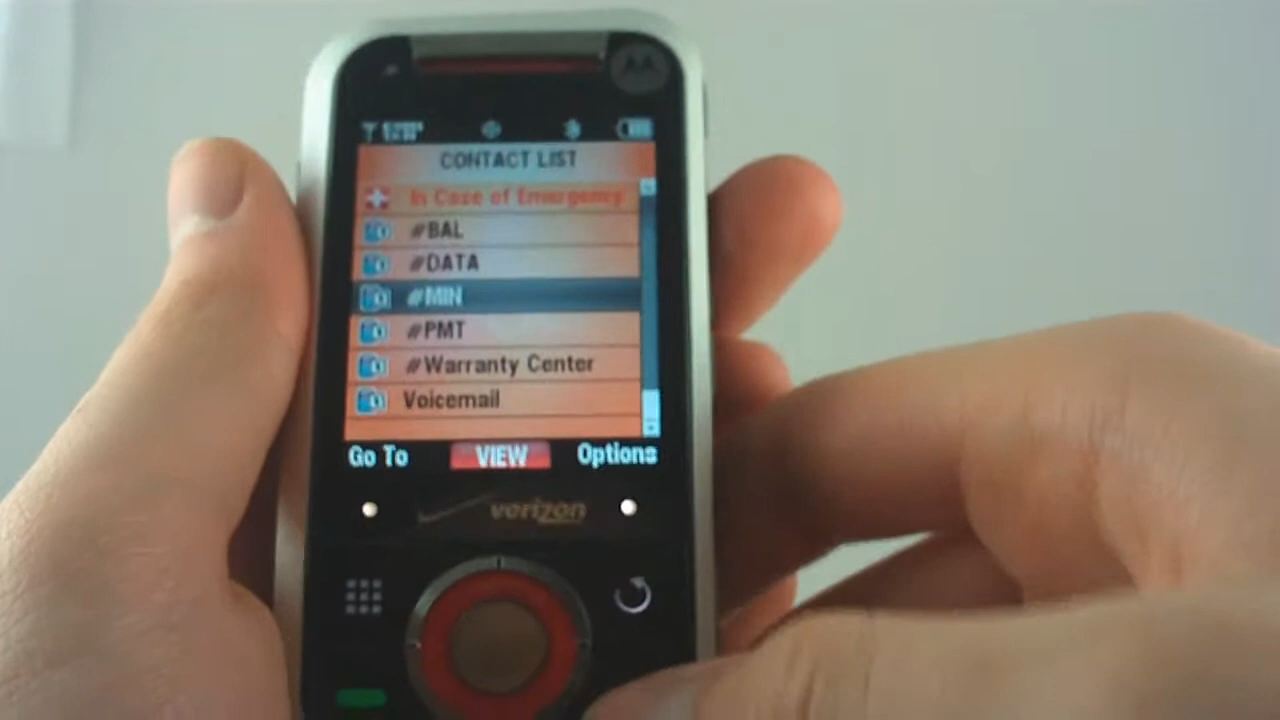 CONTACT LIST
In Case of Emergency
#BAL
#DATA
#MIN
#PMT
#Warranty Center
Voicemail
Go To VIEW Options
verizon